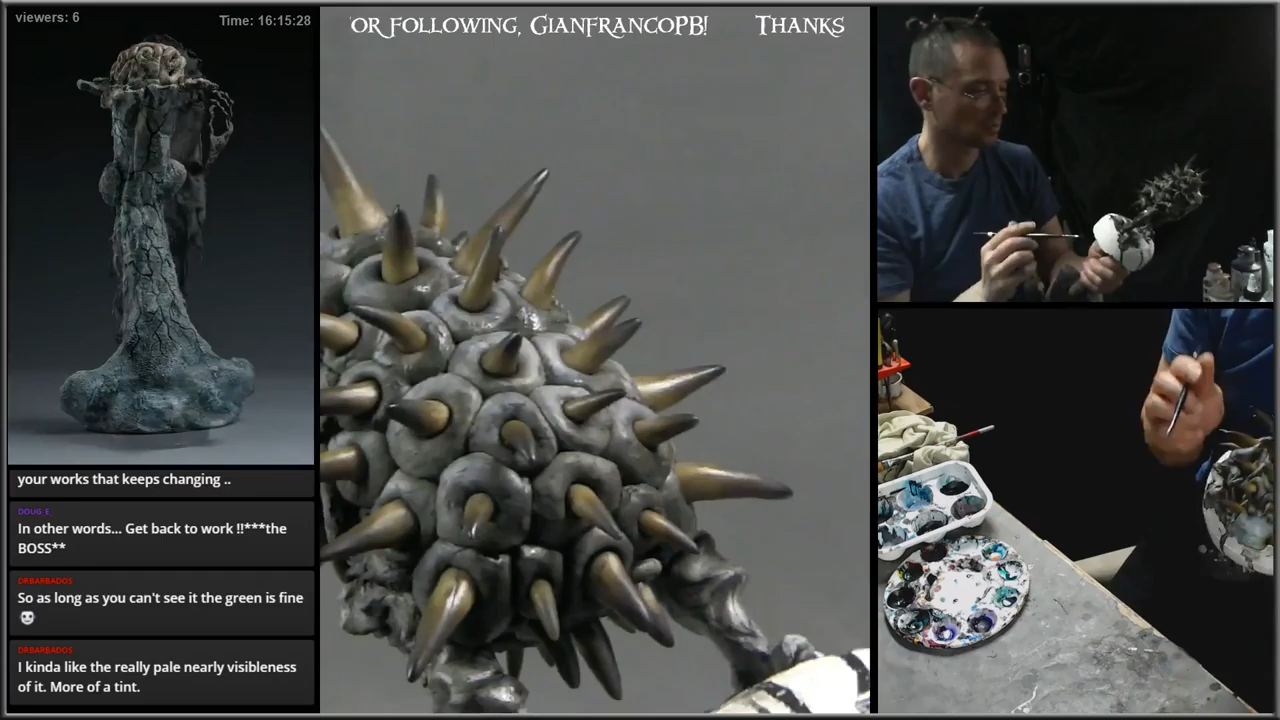 viewers: 6
Time: 16:15:28
OR FOLLOWING, GIANFRANCOPB! THANKS
your works that keeps changing ..
DOUG E
In other words... Get back to work !!***the
BOSS**
DRBARBADOS
So as long as you can't see it the green is fine
DRBARBADOS
I kinda like the really pale nearly visibleness
of it. More of a tint.